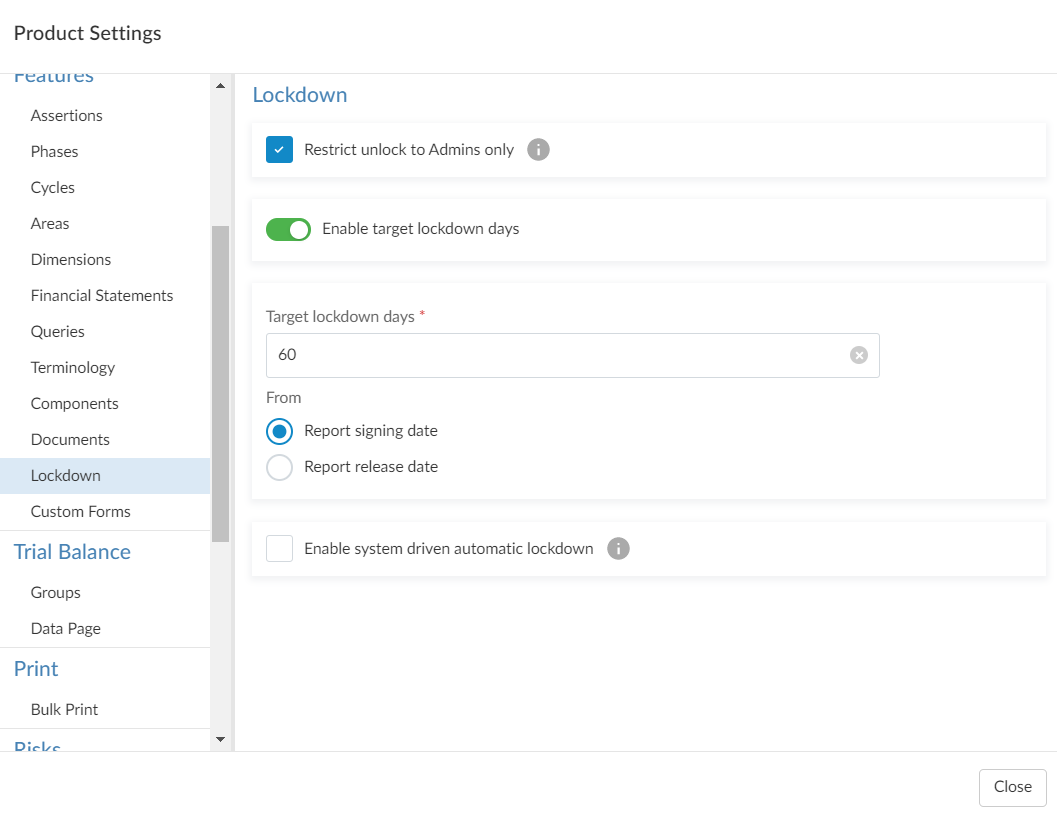 Product Settings
Features
Assertions
Phases
Cycles
Areas
Dimensions
Financial Statements
Queries
Terminology
Components
Documents
Lockdown
Custom Forms
Trial Balance
Groups
Data Page
Print
Bulk Print
Risks
Lockdown
Restrict unlock to Admins only
Enable target lockdown days
Target lockdown days *
60
From
Report signing date
Report release date
Enable system driven automatic lockdown
Close